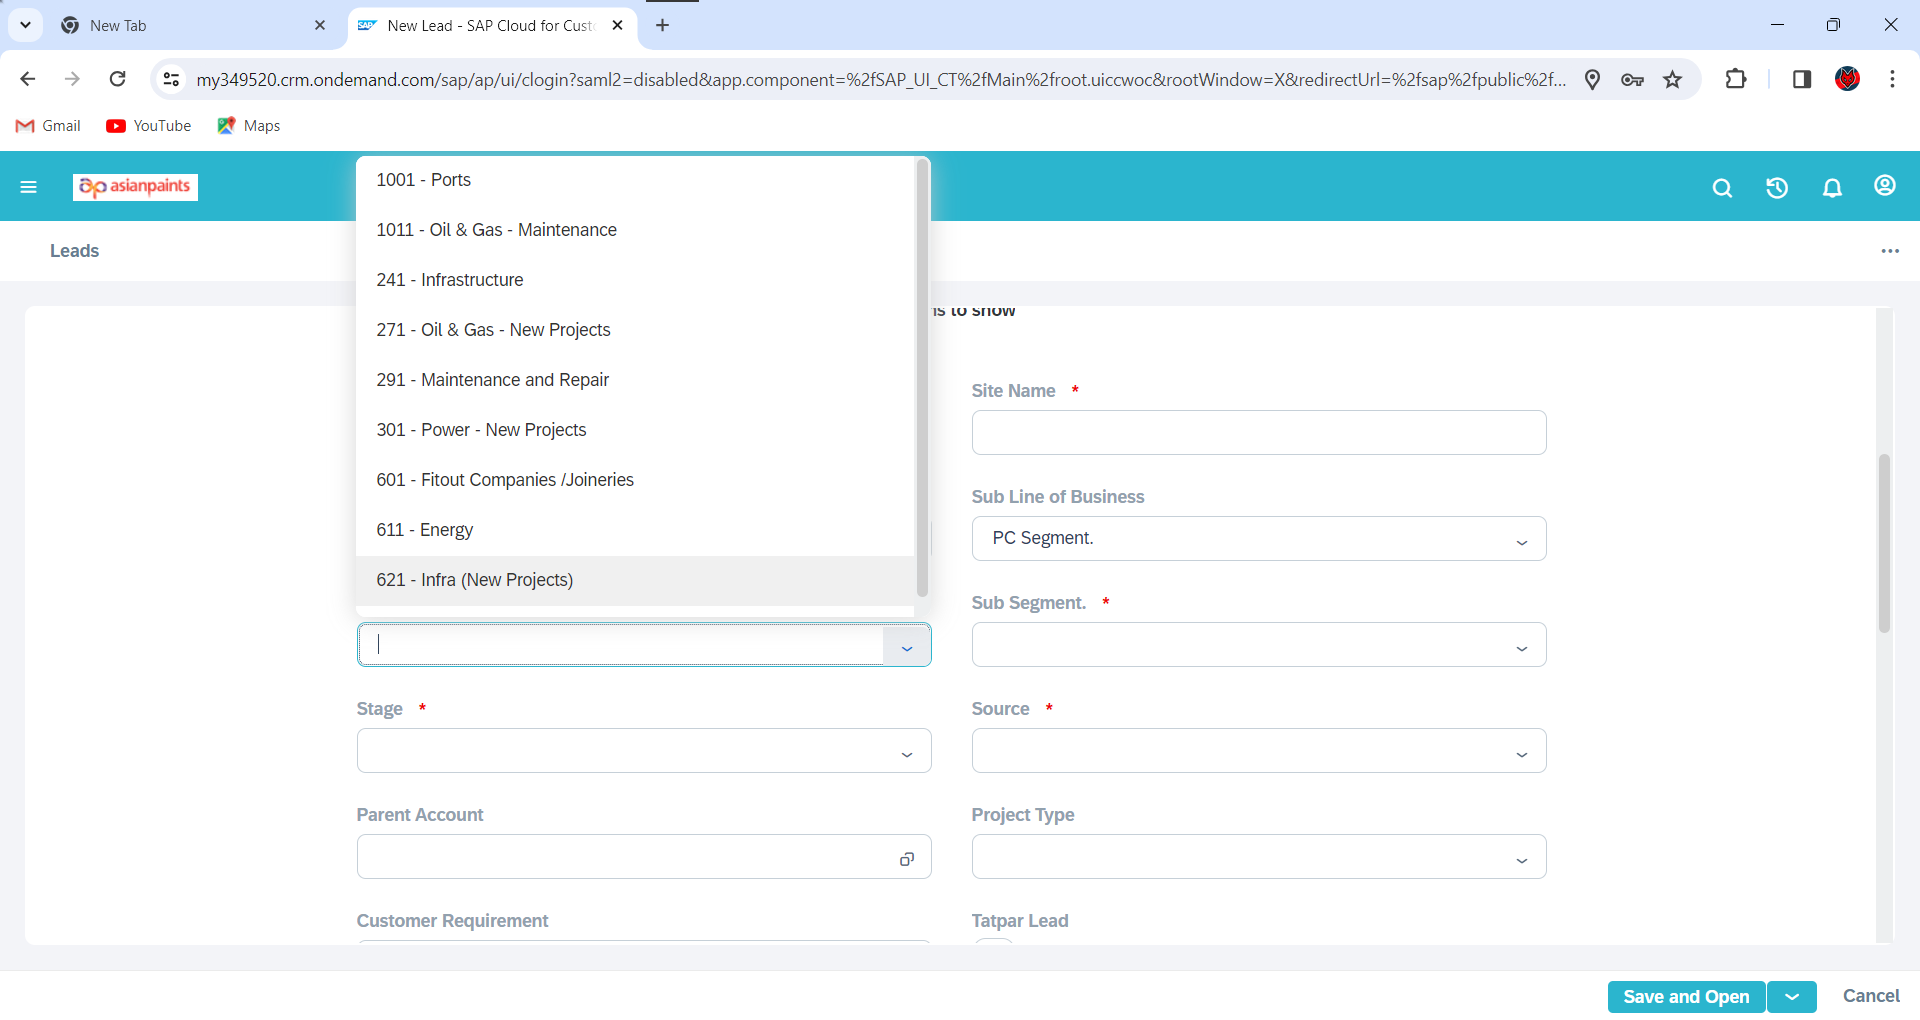 New Tab
New Lead - SAP Cloud for Cust
my349520.crm.ondemand.com/sap/ap/ui/clogin?saml2=disabled&app.component=%2fSAP_UI_CT%2fMain%2froot.uiccwoc&rootWindow=X&redirectUrl=%2fsap%2fpublic%2f...
Gmail
YouTube
Maps
asianpaints
Leads
to show
1001 - Ports
1011 - Oil & Gas - Maintenance
241 - Infrastructure
271 - Oil & Gas - New Projects
291 - Maintenance and Repair
301 - Power - New Projects
601 - Fitout Companies /Joineries
611 - Energy
621 - Infra (New Projects)
Site Name *
Sub Line of Business
PC Segment.
Sub Segment. *
Stage *
Source *
Parent Account
Project Type
Customer Requirement
Tatpar Lead
Save and Open
Cancel